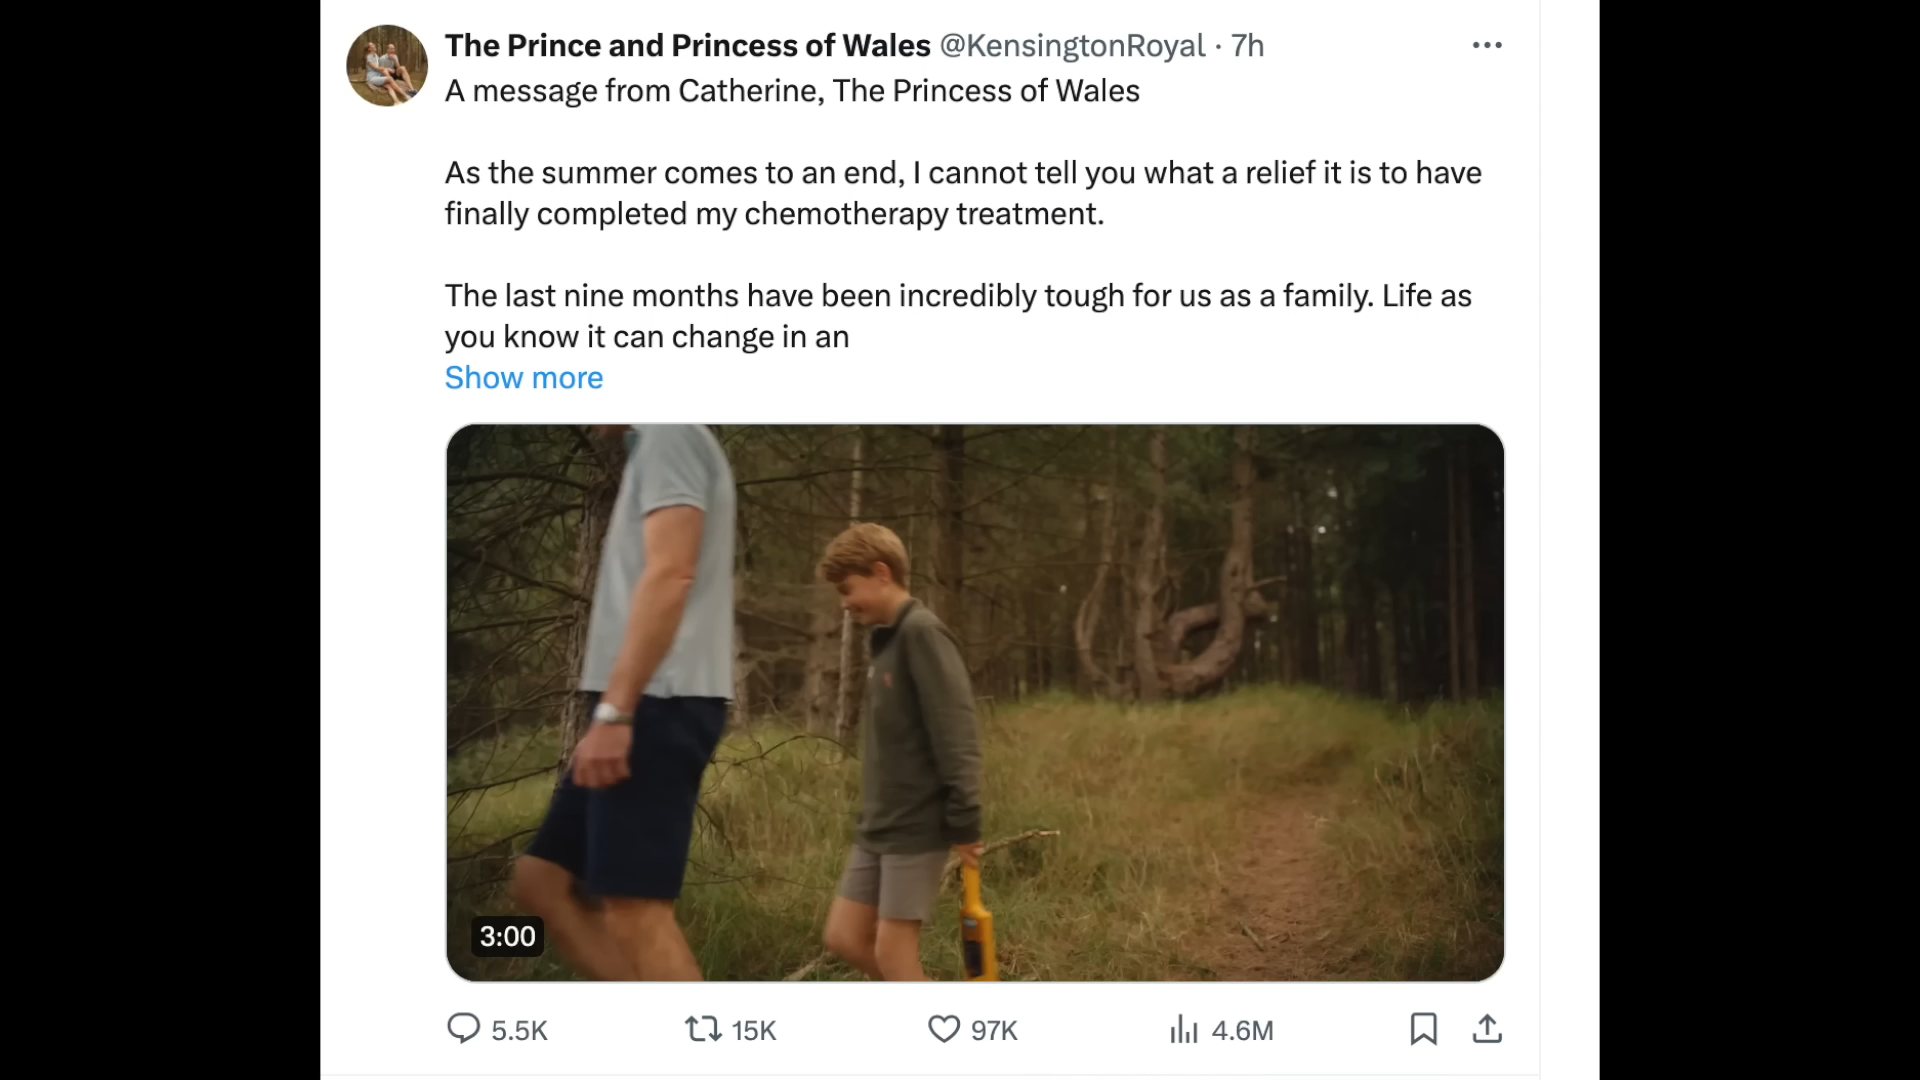 The Prince and Princess of Wales @KensingtonRoyal · 7h
A message from Catherine, The Princess of Wales
As the summer comes to an end, I cannot tell you what a relief it is to have
finally completed my chemotherapy treatment.
The last nine months have been incredibly tough for us as a family. Life as
you know it can change in an
Show more
3:00
5.5K 15K 97K 4.6M